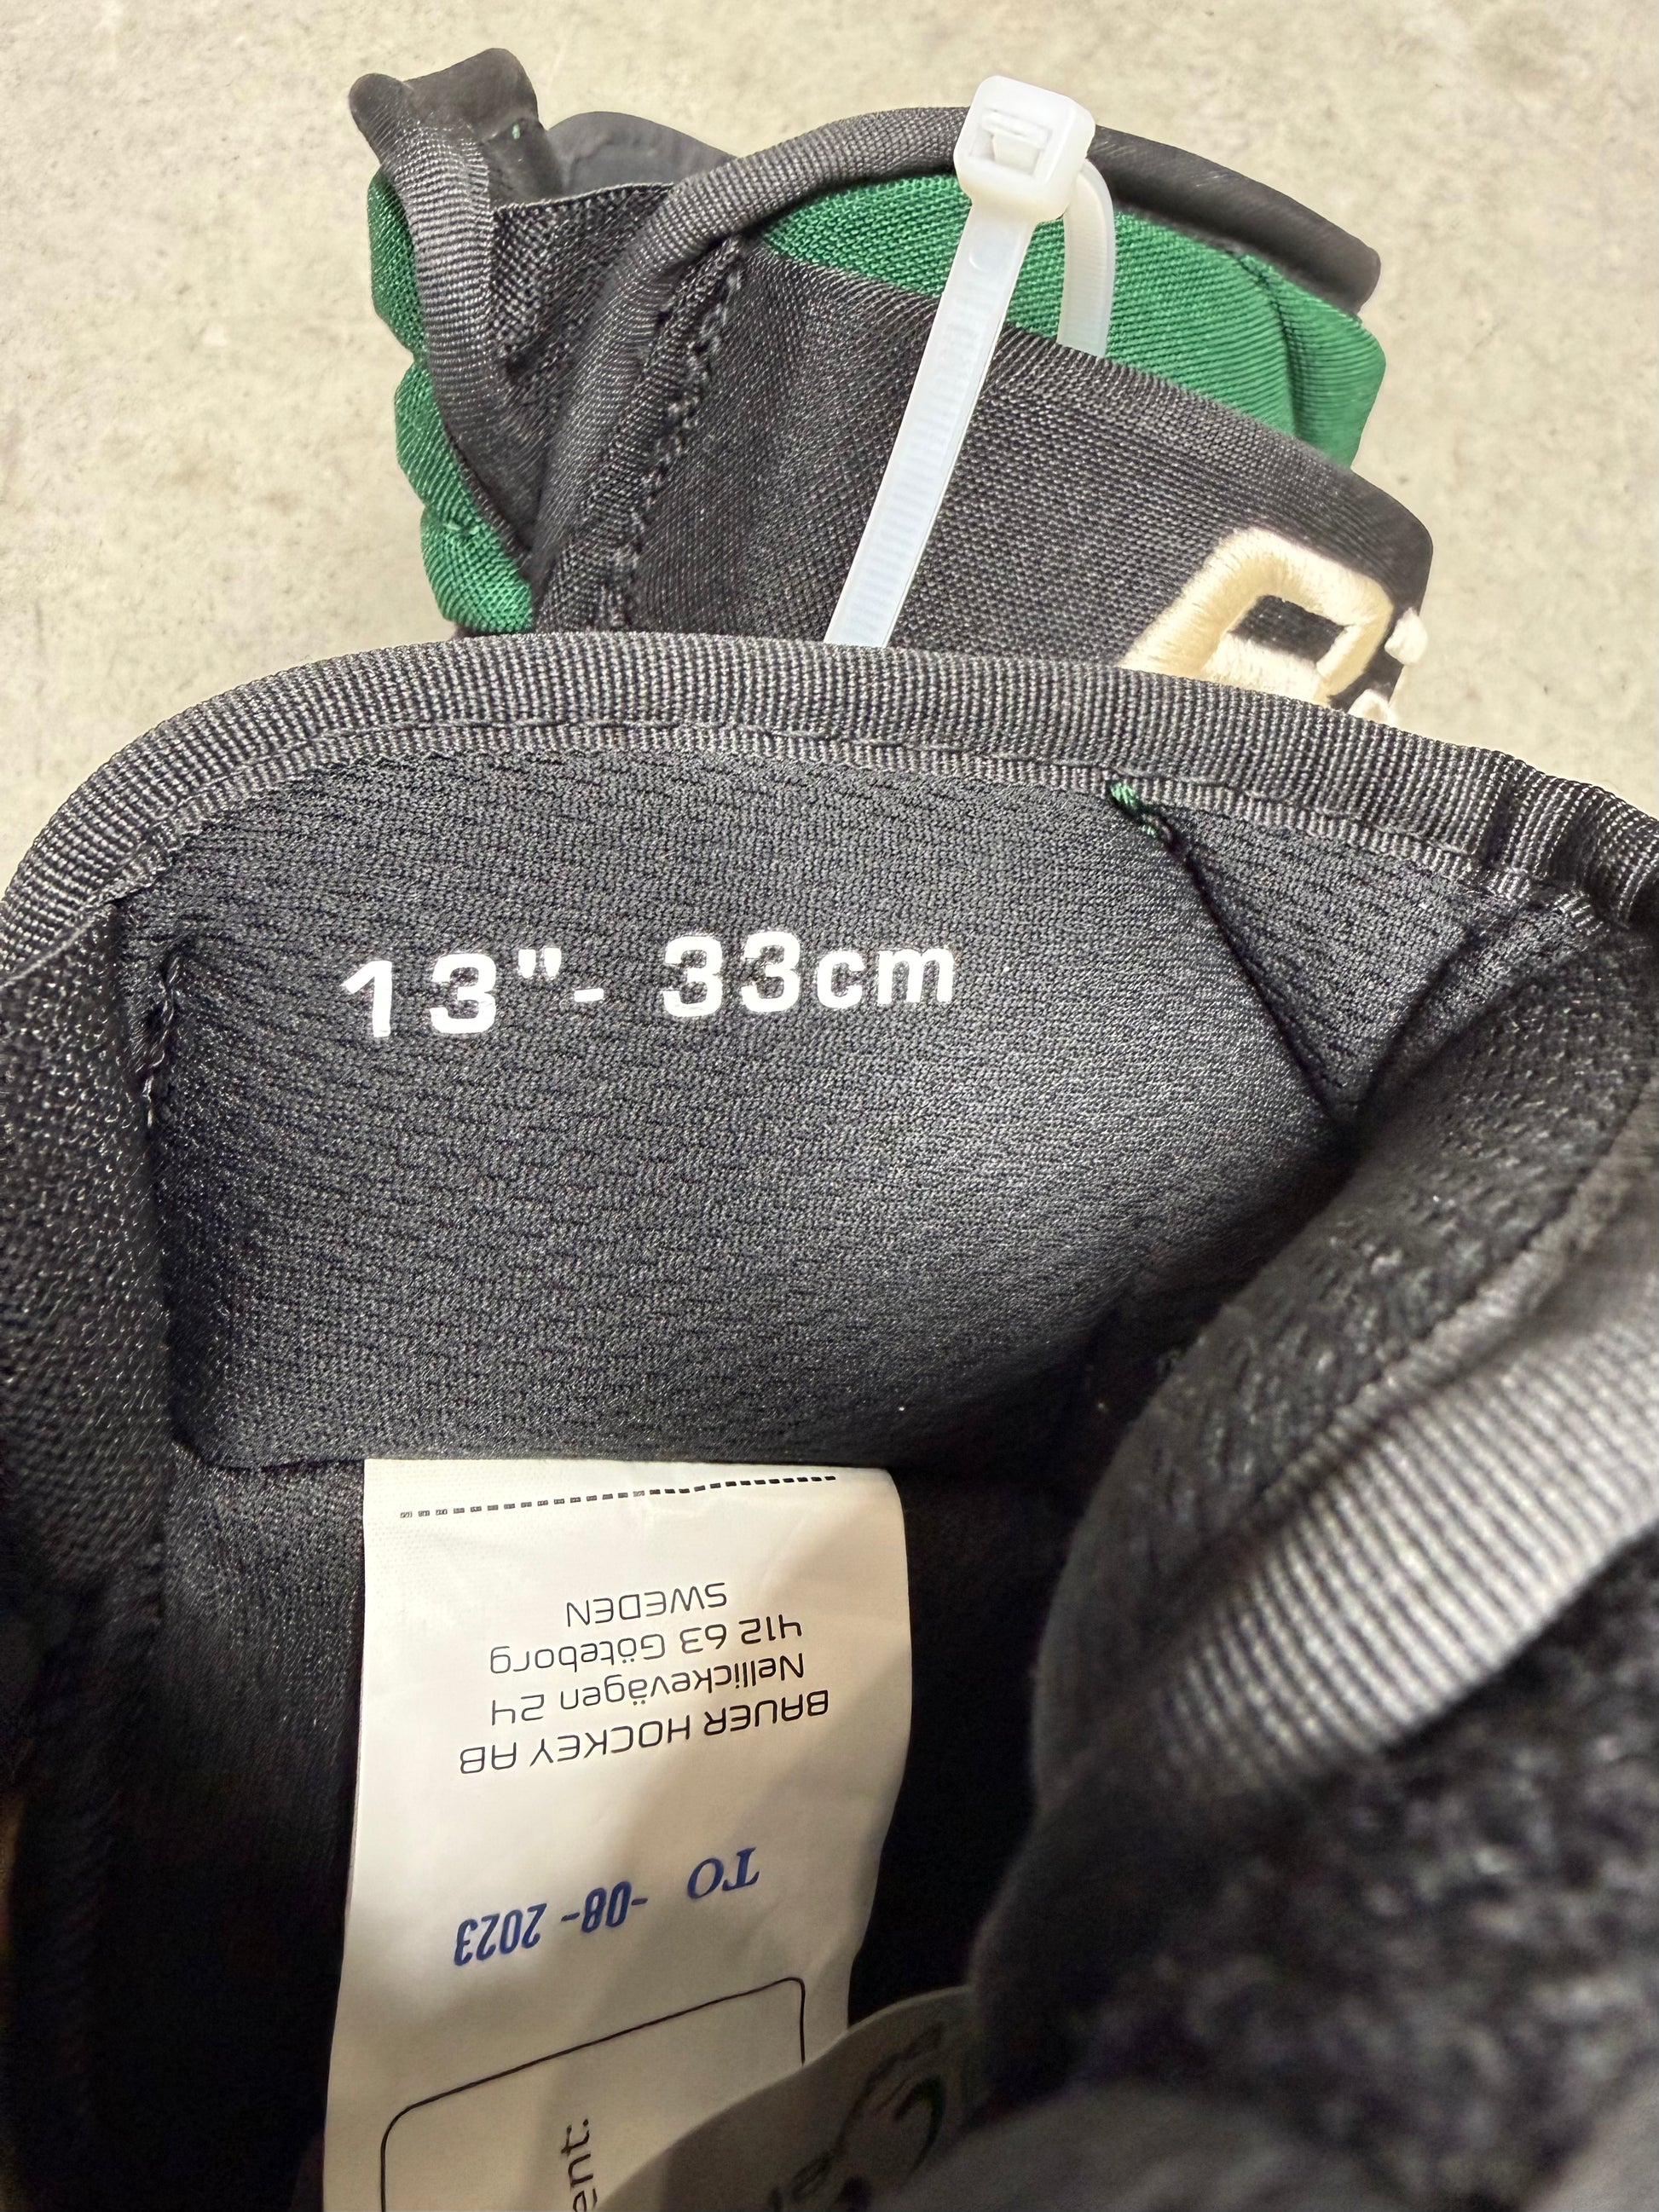 13"- 33cm
BAUER HOCKEY AB
Nellickevägen 24
412 63 Göteborg
SWEDEN
TO -08- 2023